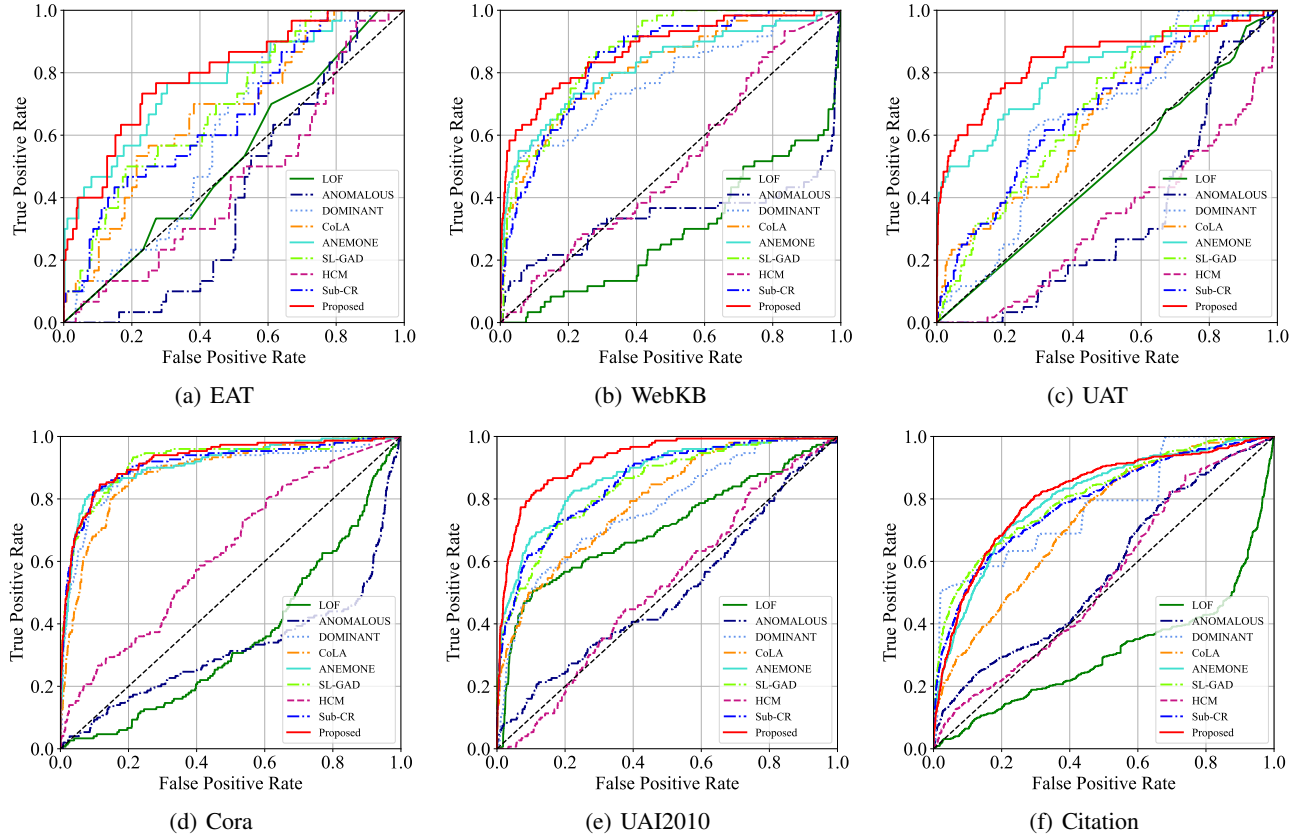 1.0
0.8
0.6
0.4
0.2
0.0
True Positive Rate
0.0 0.2 0.4 0.6 0.8 1.0
False Positive Rate
LOF
ANOMALOUS
DOMINANT
CoLA
ANEMONE
SL-GAD
HCM
Sub-CR
Proposed
(a) EAT
1.0
0.8
0.6
0.4
0.2
0.0
True Positive Rate
0.0 0.2 0.4 0.6 0.8 1.0
False Positive Rate
LOF
ANOMALOUS
DOMINANT
CoLA
ANEMONE
SL-GAD
HCM
Sub-CR
Proposed
(b) WebKB
1.0
0.8
0.6
0.4
0.2
0.0
True Positive Rate
0.0 0.2 0.4 0.6 0.8 1.0
False Positive Rate
LOF
ANOMALOUS
DOMINANT
CoLA
ANEMONE
SL-GAD
HCM
Sub-CR
Proposed
(c) UAT
1.0
0.8
0.6
0.4
0.2
0.0
True Positive Rate
0.0 0.2 0.4 0.6 0.8 1.0
False Positive Rate
LOF
ANOMALOUS
DOMINANT
CoLA
ANEMONE
SL-GAD
HCM
Sub-CR
Proposed
(d) Cora
1.0
0.8
0.6
0.4
0.2
0.0
True Positive Rate
0.0 0.2 0.4 0.6 0.8 1.0
False Positive Rate
LOF
ANOMALOUS
DOMINANT
CoLA
ANEMONE
SL-GAD
HCM
Sub-CR
Proposed
(e) UAI2010
1.0
0.8
0.6
0.4
0.2
0.0
True Positive Rate
0.0 0.2 0.4 0.6 0.8 1.0
False Positive Rate
LOF
ANOMALOUS
DOMINANT
CoLA
ANEMONE
SL-GAD
HCM
Sub-CR
Proposed
(f) Citation